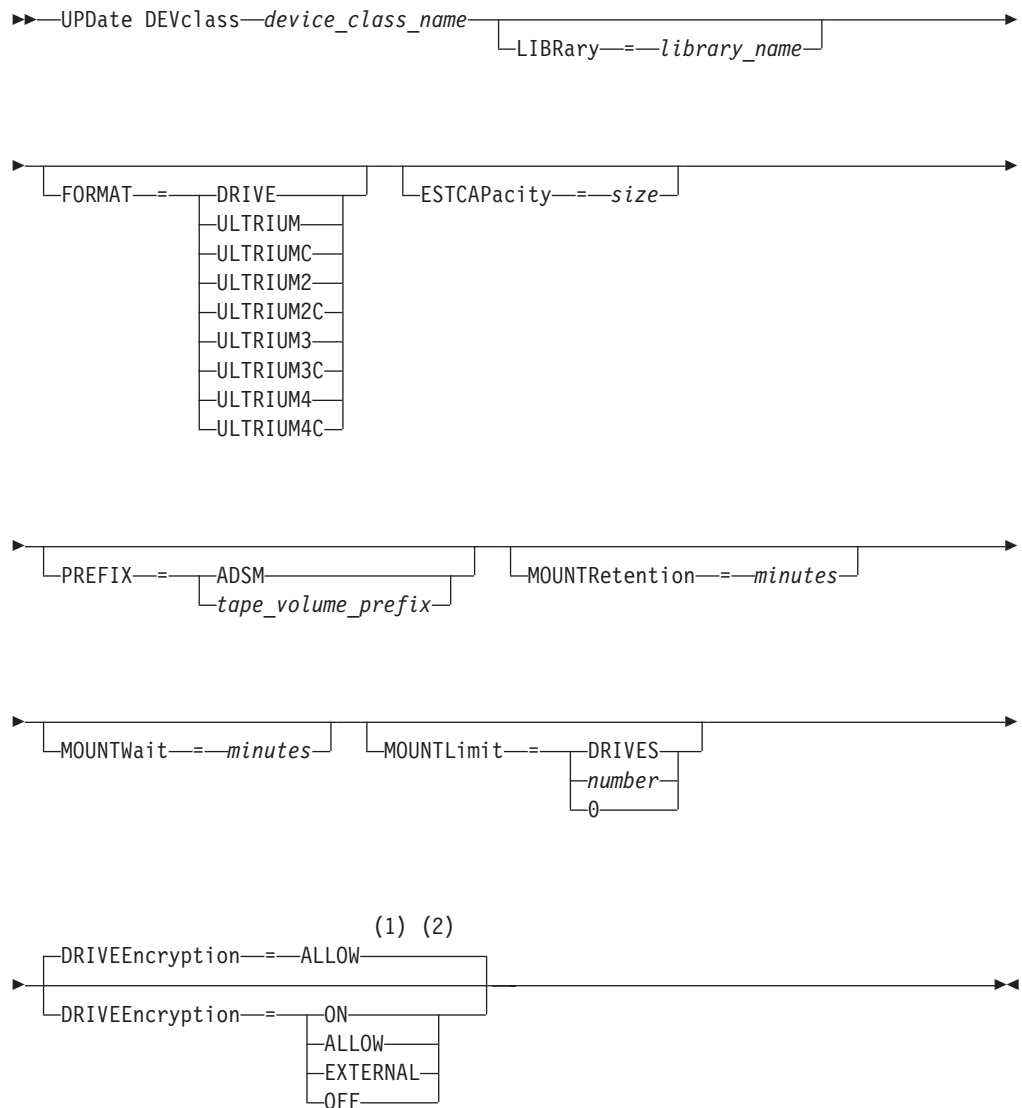 UPDate DEVclass device_class_name
LIBRary = library_name
FORMAT = DRIVE
ULTRIUM
ULTRIUMC
ULTRIUM2
ULTRIUM2C
ULTRIUM3
ULTRIUM3C
ULTRIUM4
ULTRIUM4C
ESTCAPacity = size
PREFIX = ADSM
tape_volume_prefix
MOUNTRetention = minutes
MOUNTWait = minutes
MOUNTLimit = DRIVES
number
0
(1) (2)
DRIVEEncryption = ALLOW
DRIVEEncryption = ON
ALLOW
EXTERNAL
OFF